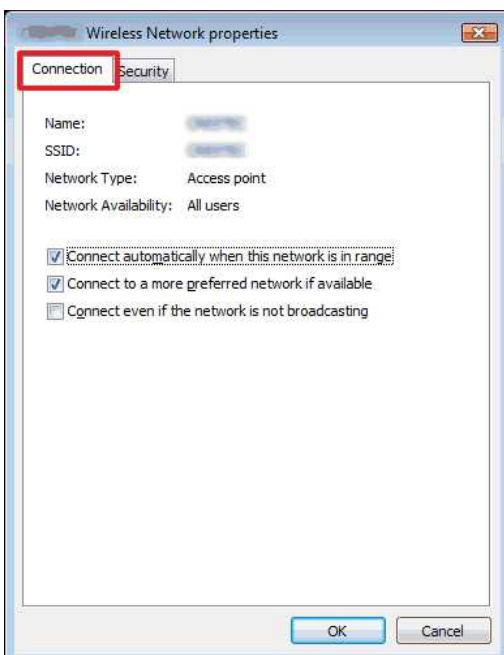 Wireless Network properties
Connection Security
Name:
SSID:
Network Type: Access point
Network Availability: All users
Connect automatically when this network is in range
Connect to a more preferred network if available
Connect even if the network is not broadcasting
OK Cancel